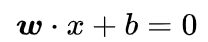 𝒘 · x + b = 0